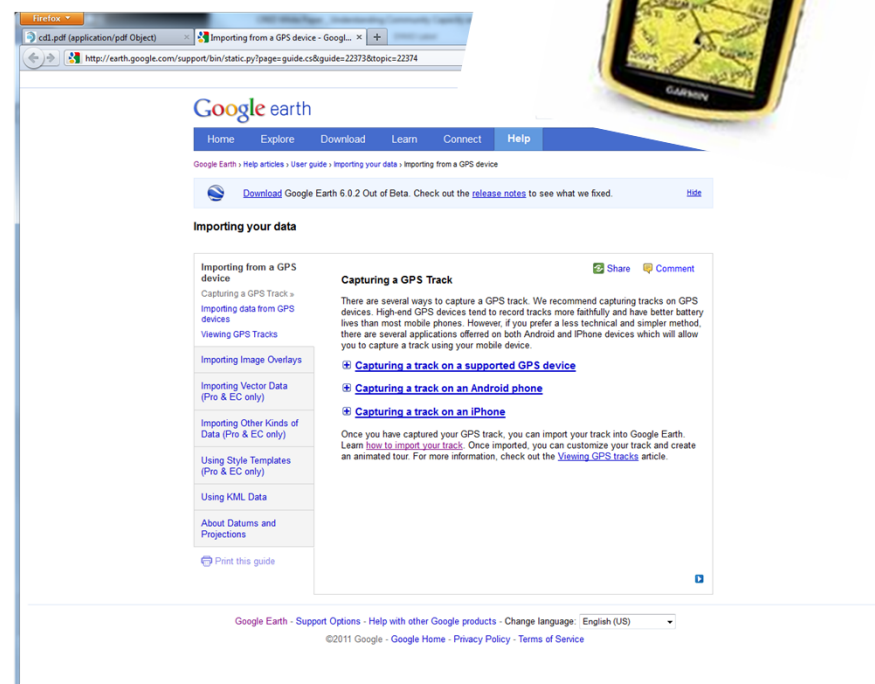 Firefox
cd1.pdf (application/pdf Object)
Importing from a GPS device - Googl...
http://earth.google.com/support/bin/static.py?page=guide.cs&guide=22373&topic=22374
GARMIN
Google earth
Home Explore Download Learn Connect Help
Google Earth › Help articles › User guide › Importing your data › Importing from a GPS device
Download Google Earth 6.0.2 Out of Beta. Check out the release notes to see what we fixed. Hide
Importing your data
Importing from a GPS
device
Capturing a GPS Track »
Importing data from GPS
devices
Viewing GPS Tracks
Importing Image Overlays
Importing Vector Data
(Pro & EC only)
Importing Other Kinds of
Data (Pro & EC only)
Using Style Templates
(Pro & EC only)
Using KML Data
About Datums and
Projections
Print this guide
Share Comment
Capturing a GPS Track
There are several ways to capture a GPS track. We recommend capturing tracks on GPS
devices. High-end GPS devices tend to record tracks more faithfully and have better battery
lives than most mobile phones. However, if you prefer a less technical and simpler method,
there are several applications offerred on both Android and IPhone devices which will allow
you to capture a track using your mobile device.
Capturing a track on a supported GPS device
Capturing a track on an Android phone
Capturing a track on an iPhone
Once you have captured your GPS track, you can import your track into Google Earth.
Learn how to import your track. Once imported, you can customize your track and create
an animated tour. For more information, check out the Viewing GPS tracks article.
Google Earth - Support Options - Help with other Google products - Change language: English (US)
©2011 Google - Google Home - Privacy Policy - Terms of Service